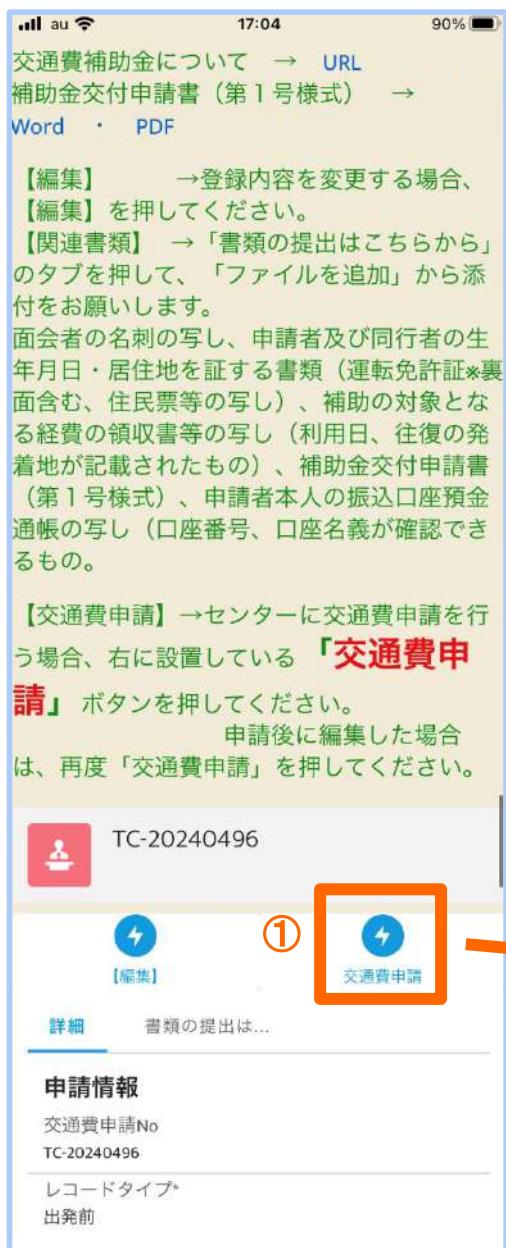 au 17:04 90%
交通費補助金について → URL
補助金交付申請書（第１号様式） →
Word ・ PDF
【編集】 →登録内容を変更する場合、
【編集】を押してください。
【関連書類】 →「書類の提出はこちらから」
のタブを押して、「ファイルを追加」から添
付をお願いします。
面会者の名刺の写し、申請者及び同行者の生
年月日・居住地を証する書類（運転免許証※裏
面含む、住民票等の写し）、補助の対象とな
る経費の領収書等の写し（利用日、往復の発
着地が記載されたもの）、補助金交付申請書
（第１号様式）、申請者本人の振込口座預金
通帳の写し（口座番号、口座名義が確認でき
るもの。
【交通費申請】→センターに交通費申請を行
う場合、右に設置している「交通費申
請」ボタンを押してください。
申請後に編集した場合
は、再度「交通費申請」を押してください。
TC-20240496
①
【編集】 交通費申請
詳細 書類の提出は...
申請情報
交通費申請No
TC-20240496
レコードタイプ*
出発前